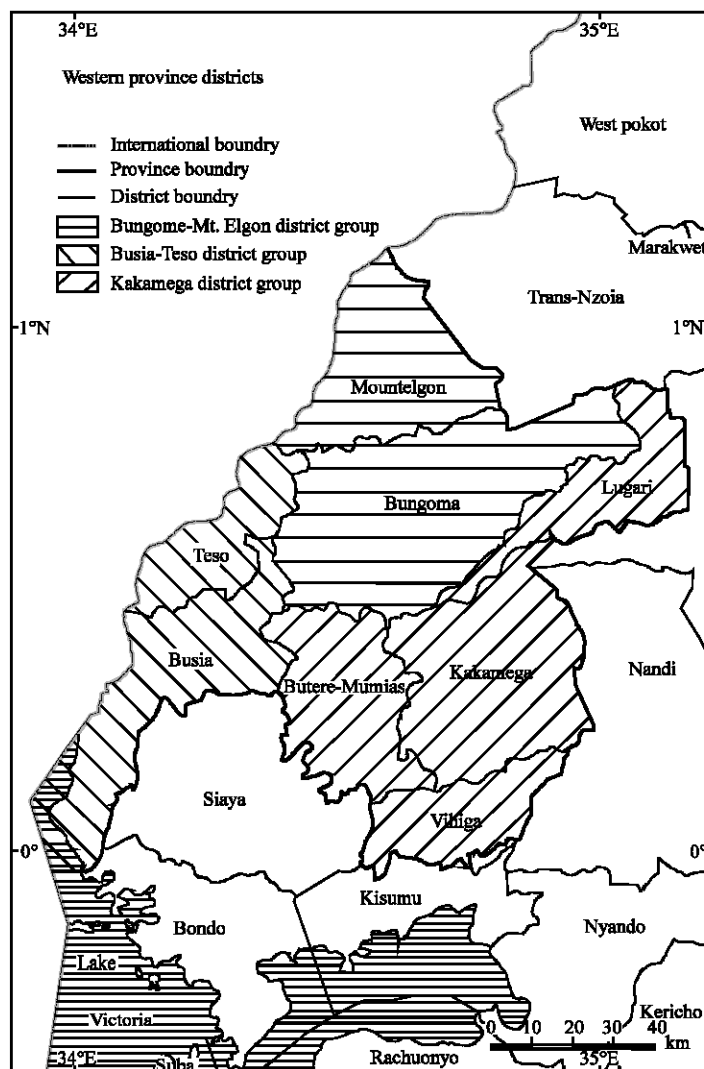 34°E
35°E
Western province districts
West pokot
International boundry
Province boundry
District boundry
Bungome-Mt. Elgon district group
Busia-Teso district group
Kakamega district group
Marakwet
Trans-Nzoia
1°N
1°N
Mountelgon
Lugari
Bungoma
Teso
Busia
Butere-Mumias
Kakamega
Nandi
Siaya
Vihiga
0°
0°
Kisumu
Bondo
Nyando
Lake
Victoria
Kericho
0 10 20 30 40
km
34°E
Suba
Rachuonyo
35°E